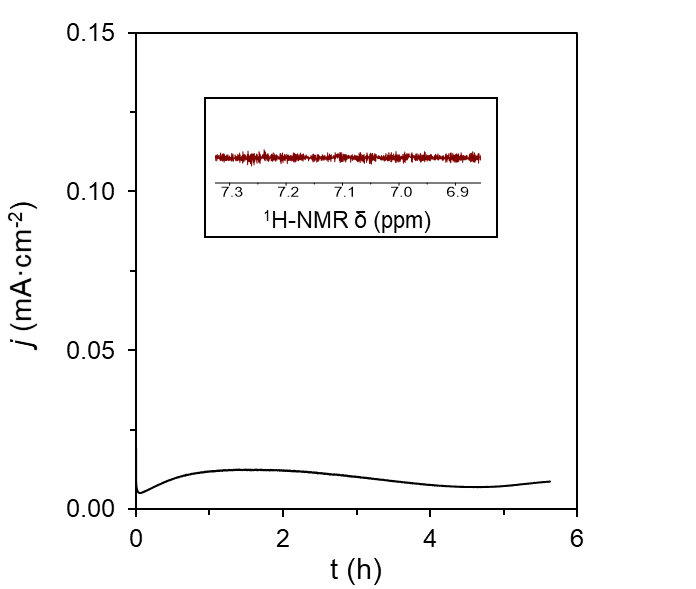 0.15
0.10
0.05
0.00
j (mA·cm-2)
7.3 7.2 7.1 7.0 6.9
1H-NMR δ (ppm)
0 2 4 6
t (h)